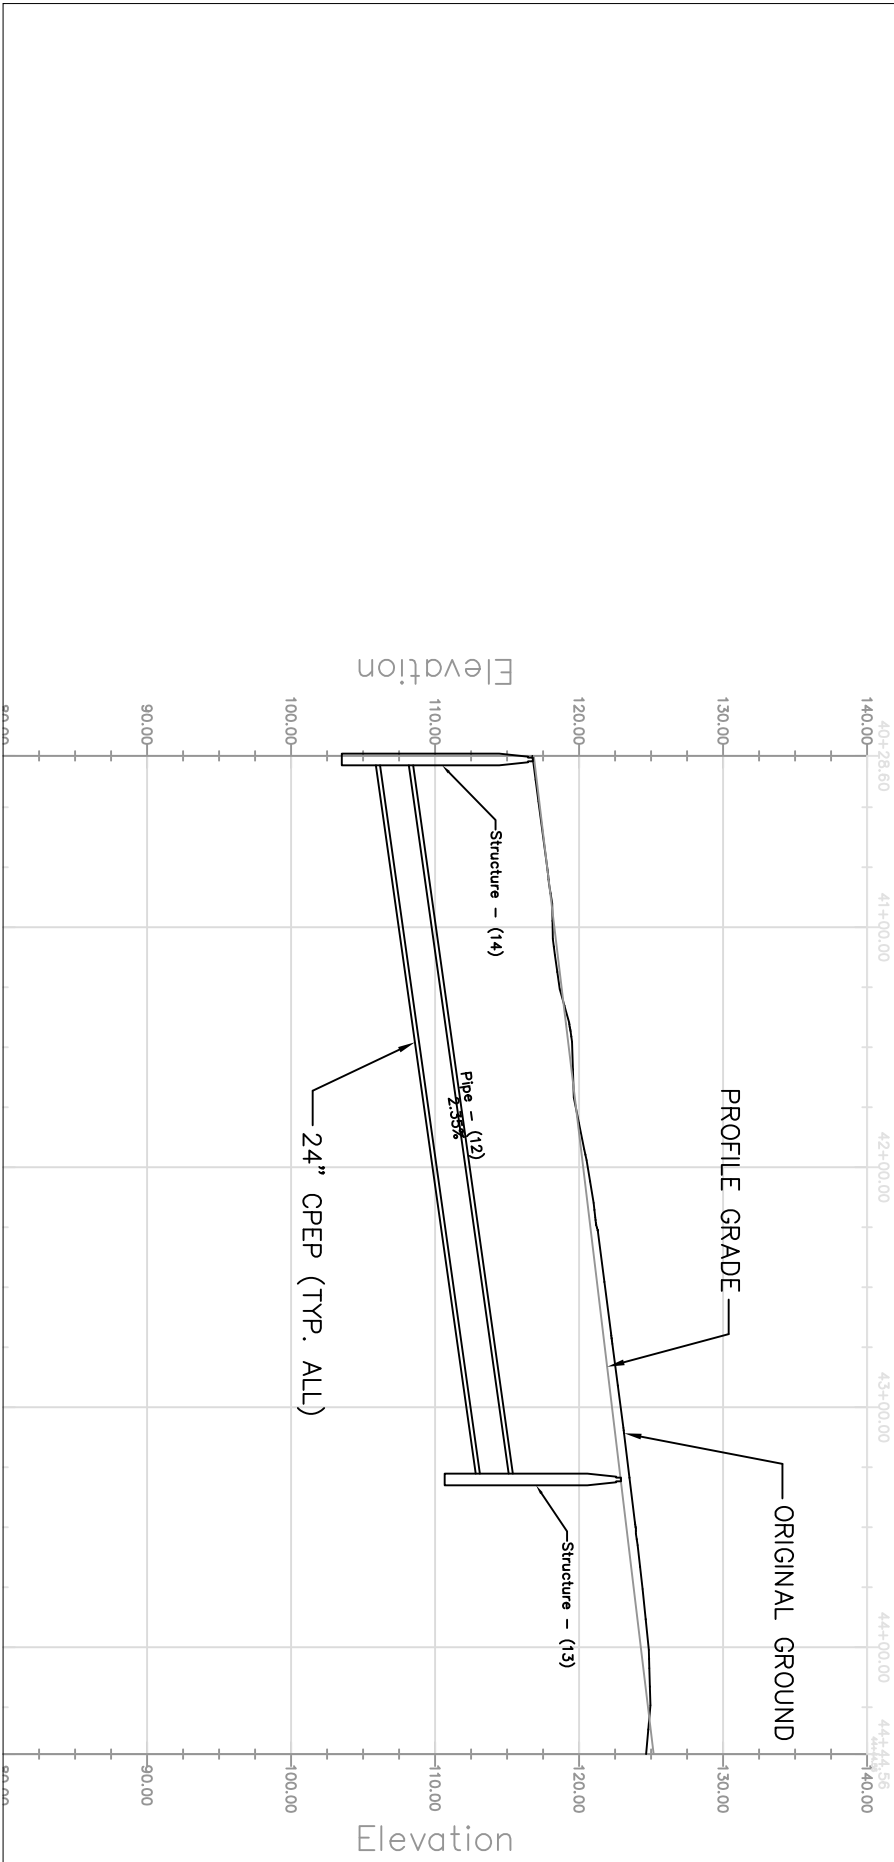 40+28.60
41+00.00
42+00.00
43+00.00
44+00.00
44+44.56
140.00
140.00
130.00
130.00
120.00
120.00
110.00
110.00
100.00
100.00
90.00
90.00
Elevation
Elevation
ORIGINAL GROUND
PROFILE GRADE
Structure - (13)
Structure - (14)
Pipe - (12)
2.35%
24" CPEP (TYP. ALL)